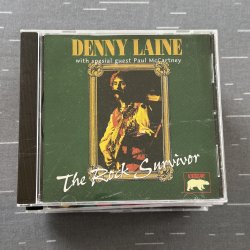 DENNY LAINE
with special guest Paul McCartney
The Rock Survivor